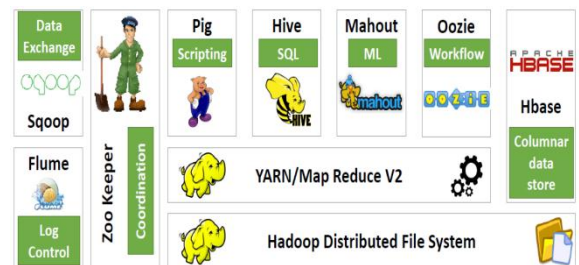 Data
Exchange
sqoop
Sqoop
Flume
Log
Control
Zoo Keeper
Coordination
Pig
Scripting
Hive
SQL
HIVE
Mahout
ML
mahout
Oozie
Workflow
OOZIE
YARN/Map Reduce V2
Hadoop Distributed File System
APACHE
HBASE
Hbase
Columnar
data
store